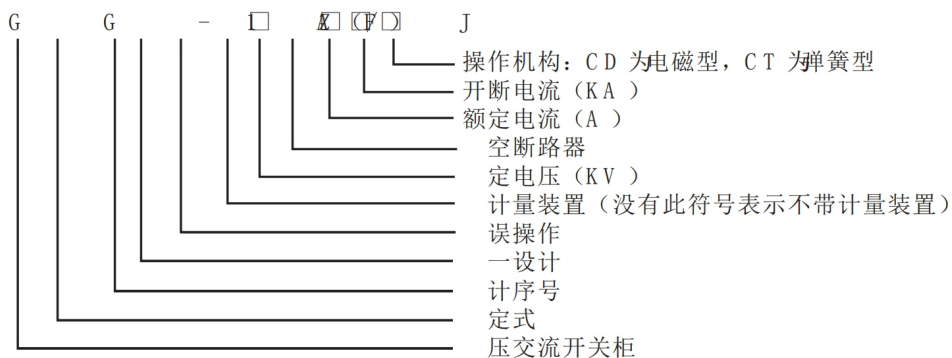 G G - 1□ A□ (F) J
操作机构：CD为电磁型，CT为弹簧型
开断电流（KA）
额定电流（A）
空断路器
定电压（KV）
计量装置（没有此符号表示不带计量装置）
误操作
一设计
计序号
定式
压交流开关柜